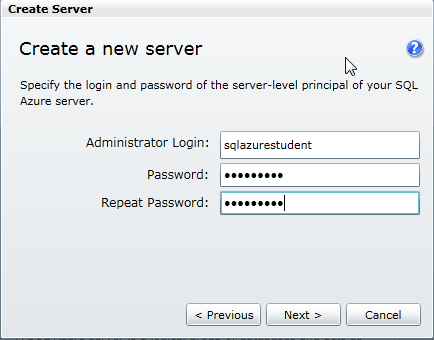 Create Server
Create a new server
?
Specify the login and password of the server-level principal of your SQL
Azure server.
Administrator Login: sqlazurestudent
Password: •••••••••
Repeat Password: •••••••••
< Previous Next > Cancel